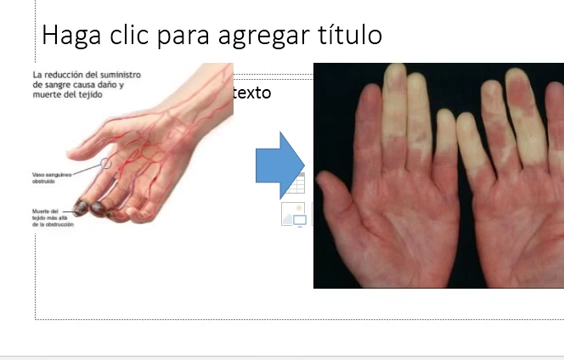 Haga clic para agregar título
La reducción del suministro
de sangre causa daño y
muerte del tejido
texto
Vaso sanguíneo
obstruido
Muerte del
tejido más allá
de la obstrucción